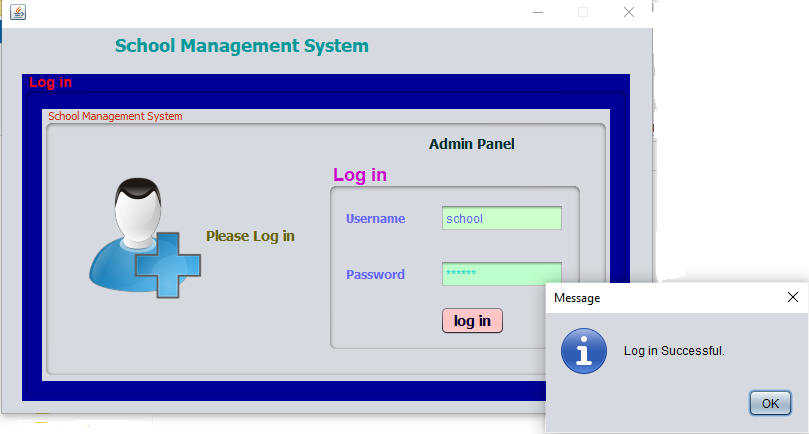 School Management System
Log in
School Management System
Admin Panel
Log in
Please Log in
Username
school
Password
******
log in
Message
Log in Successful.
OK